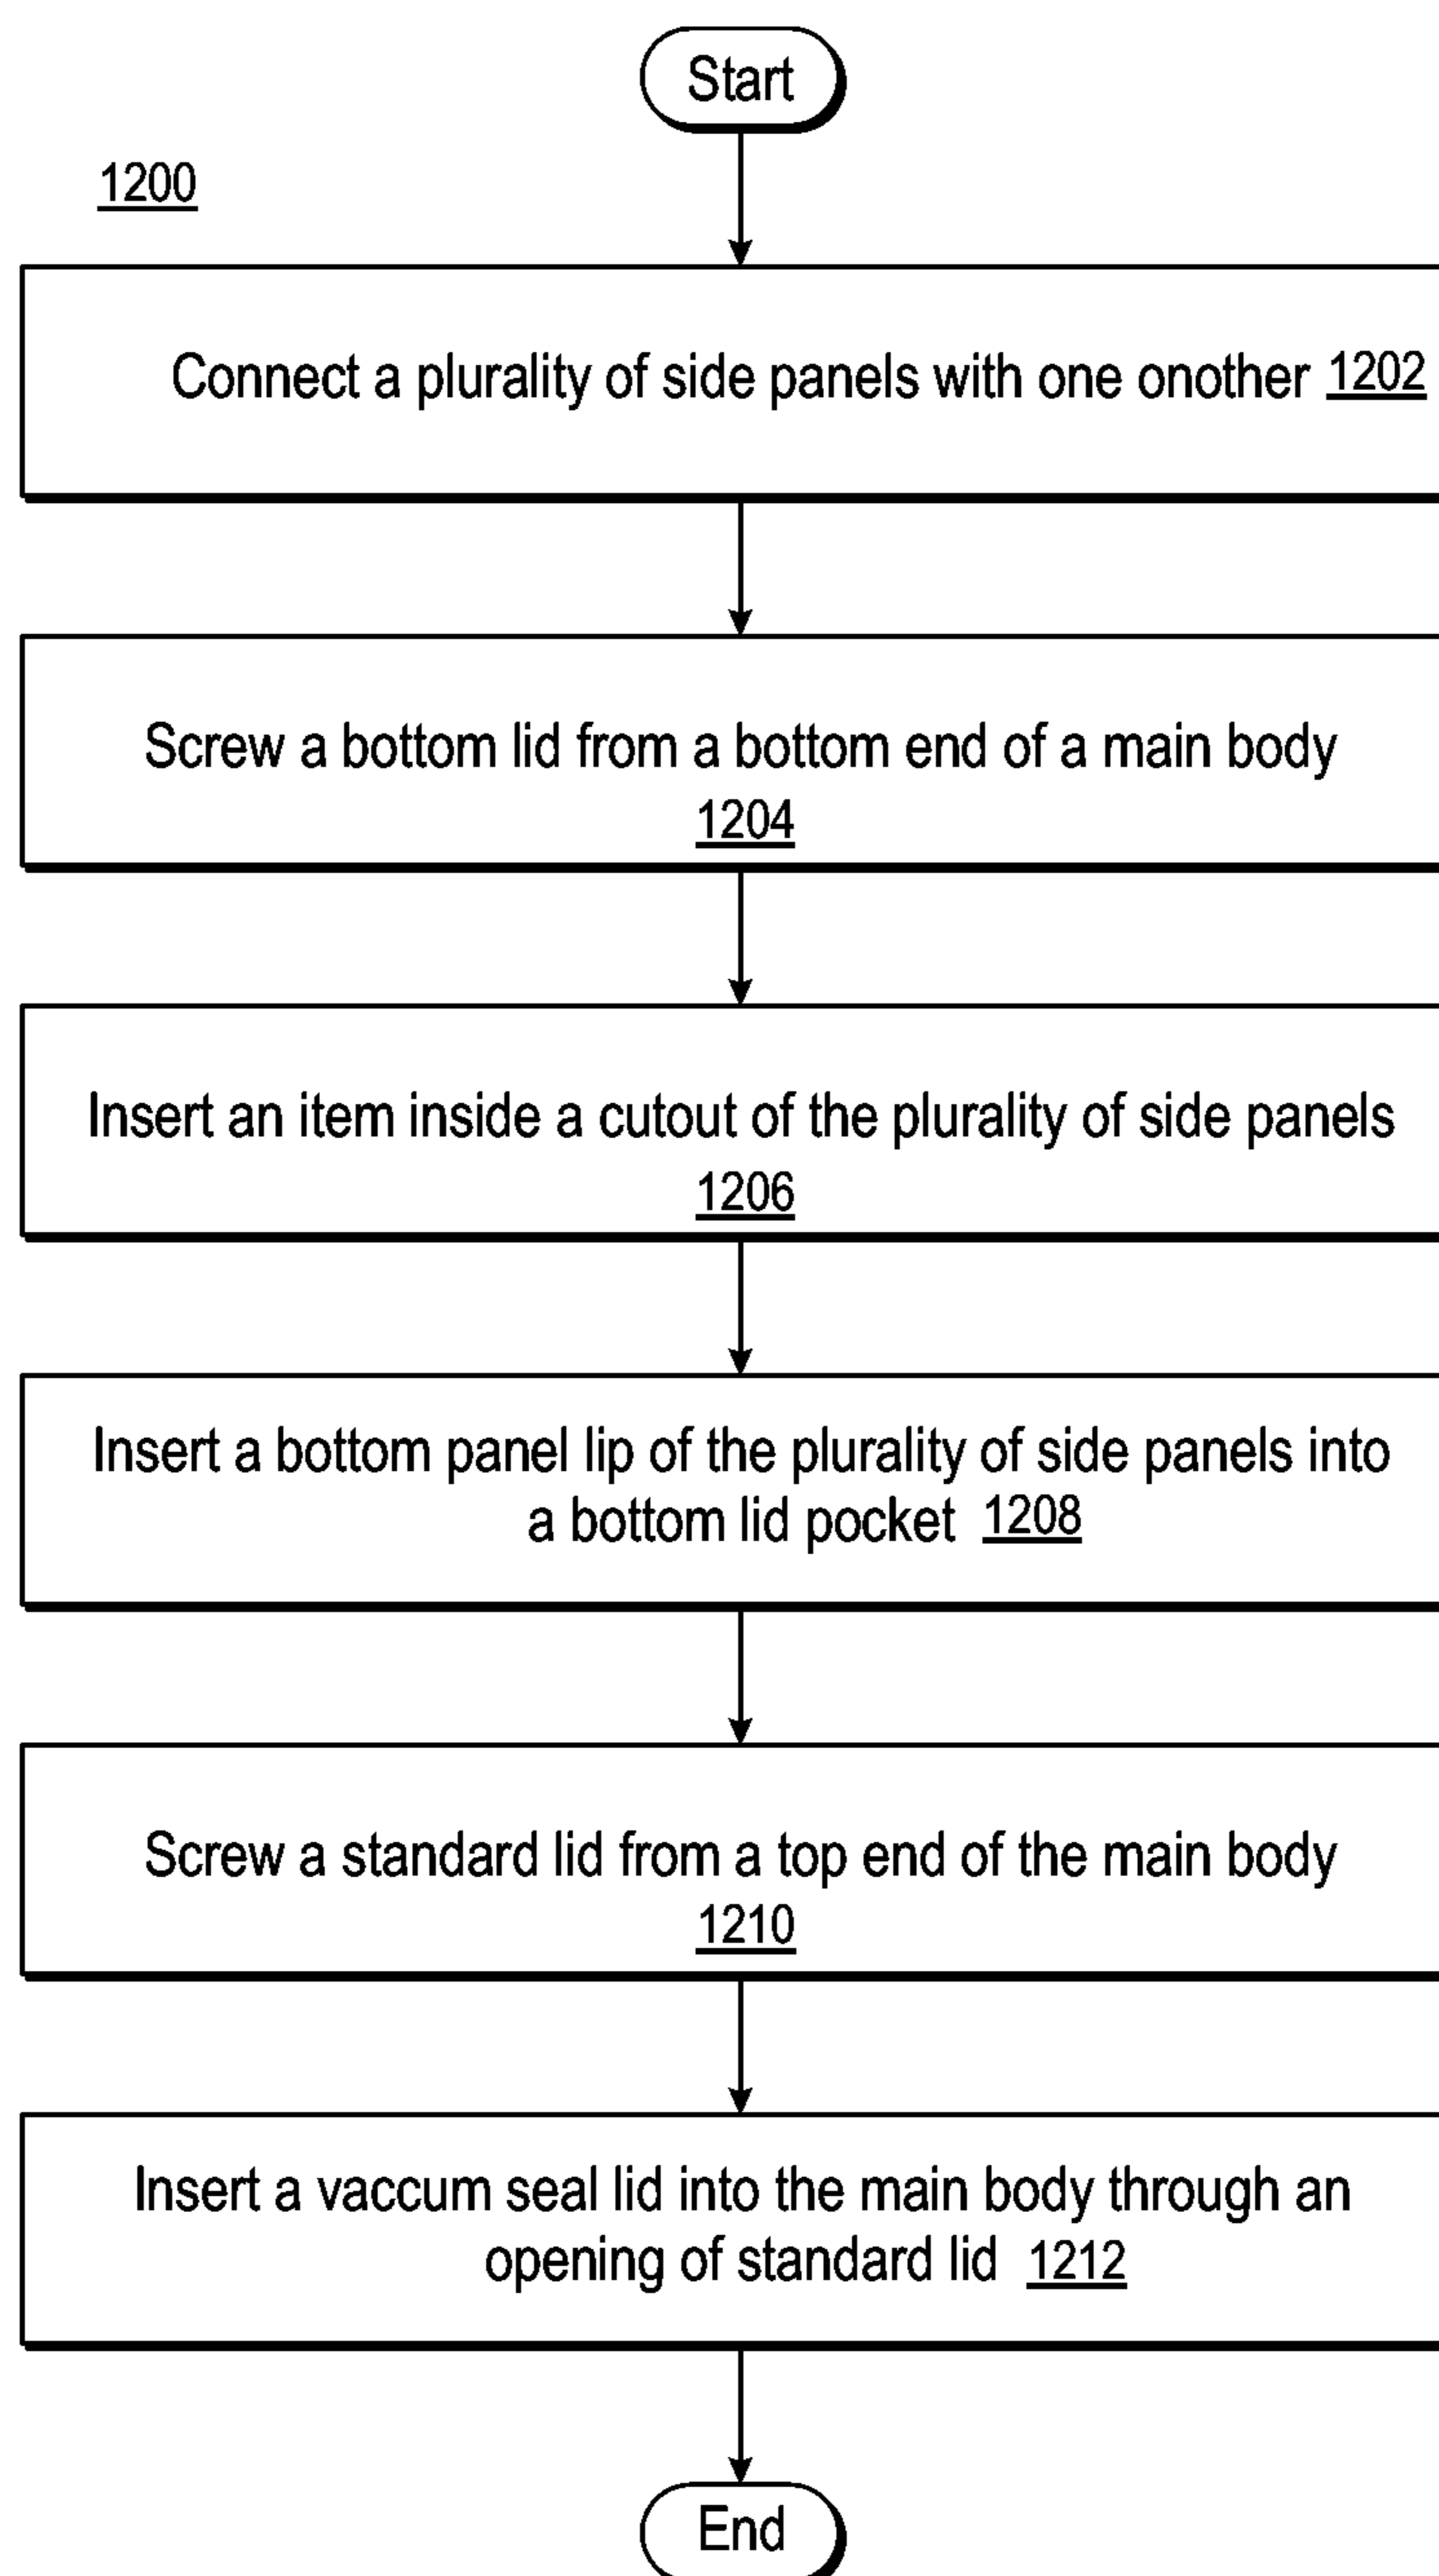 Start
1200
Connect a plurality of side panels with one onother 1202
Screw a bottom lid from a bottom end of a main body
1204
Insert an item inside a cutout of the plurality of side panels
1206
Insert a bottom panel lip of the plurality of side panels into
a bottom lid pocket 1208
Screw a standard lid from a top end of the main body
1210
Insert a vaccum seal lid into the main body through an
opening of standard lid 1212
End